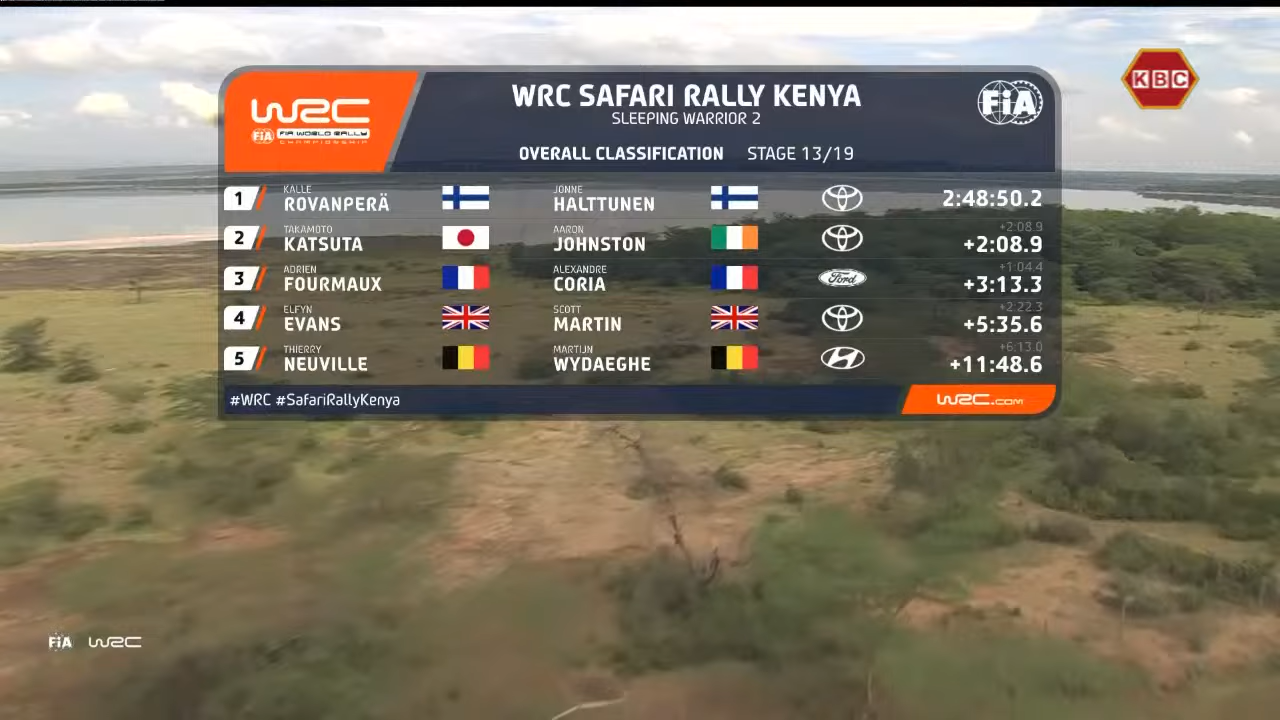 WRC SAFARI RALLY KENYA
SLEEPING WARRIOR 2
OVERALL CLASSIFICATION STAGE 13/19
WRC
FIA FIA WORLD RALLY
CHAMPIONSHIP
FIA
KBC
1 KALLE ROVANPERÄ JONNE HALTTUNEN TOYOTA 2:48:50.2
+2:08.9
2 TAKAMOTO KATSUTA AARON JOHNSTON +2:08.9
+1:04.4
3 ADRIEN FOURMAUX ALEXANDRE CORIA Ford +3:13.3
+2:22.3
4 ELFYN EVANS SCOTT MARTIN +5:35.6
+6:13.0
5 THIERRY NEUVILLE MARTIJN WYDAEGHE +11:48.6
#WRC #SafariRallyKenya
WRC.COM
FIA WRC